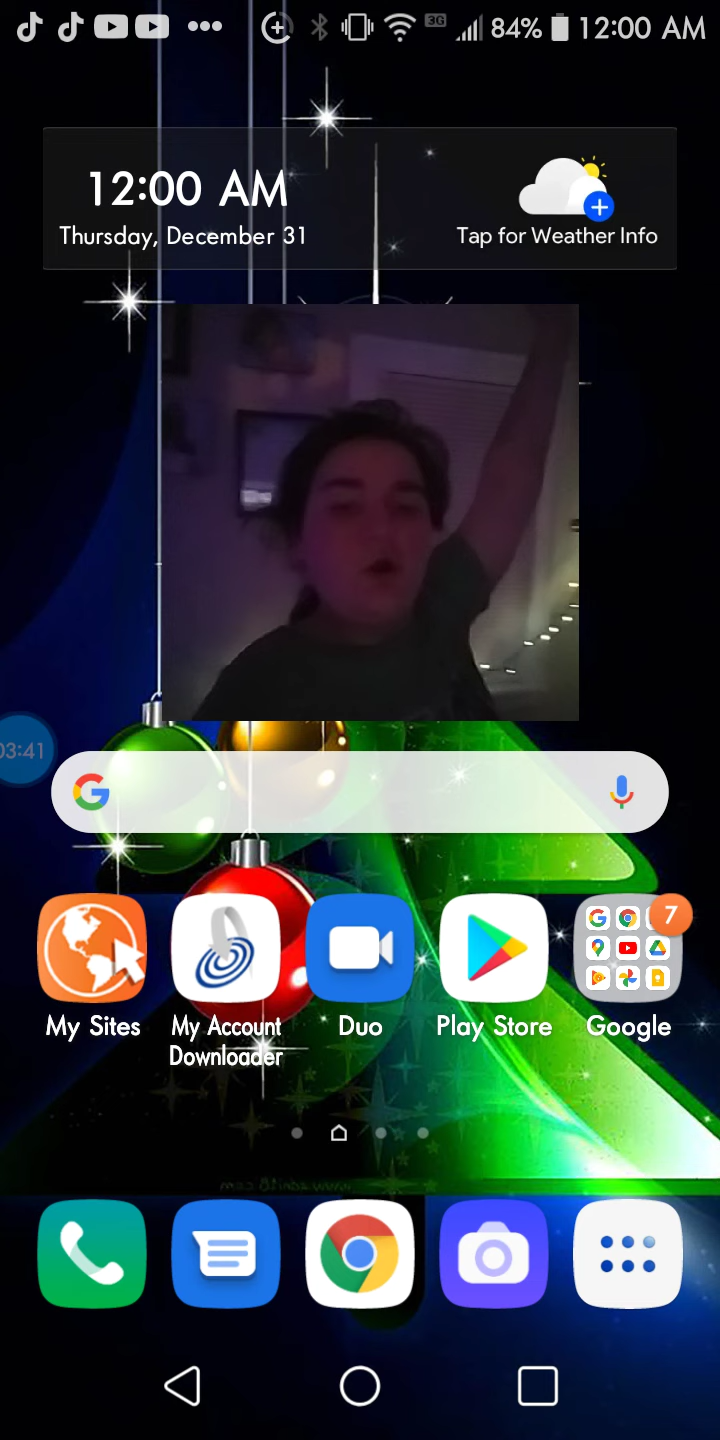 3G 84% 12:00 AM
12:00 AM
Thursday, December 31
Tap for Weather Info
03:41
7
My Sites
My Account
Downloader
Duo
Play Store
Google